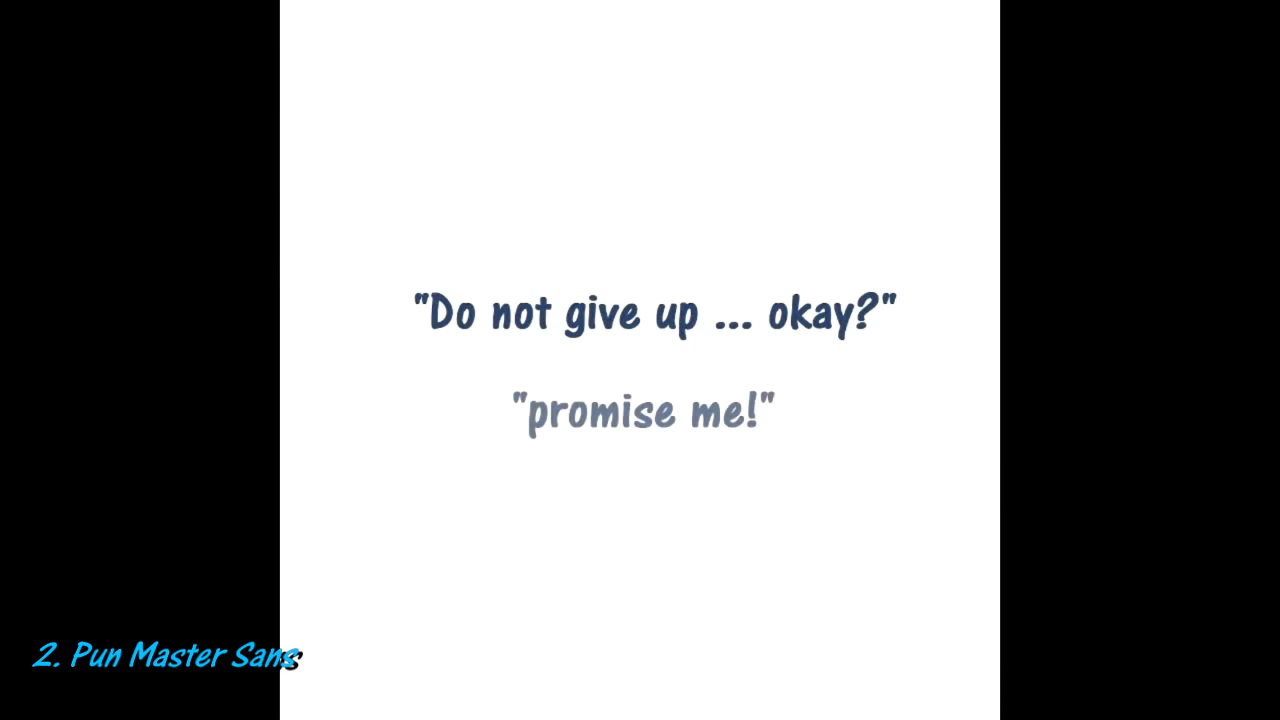 "Do not give up ... okay?"
"promise me!"
2. Pun Master Sans